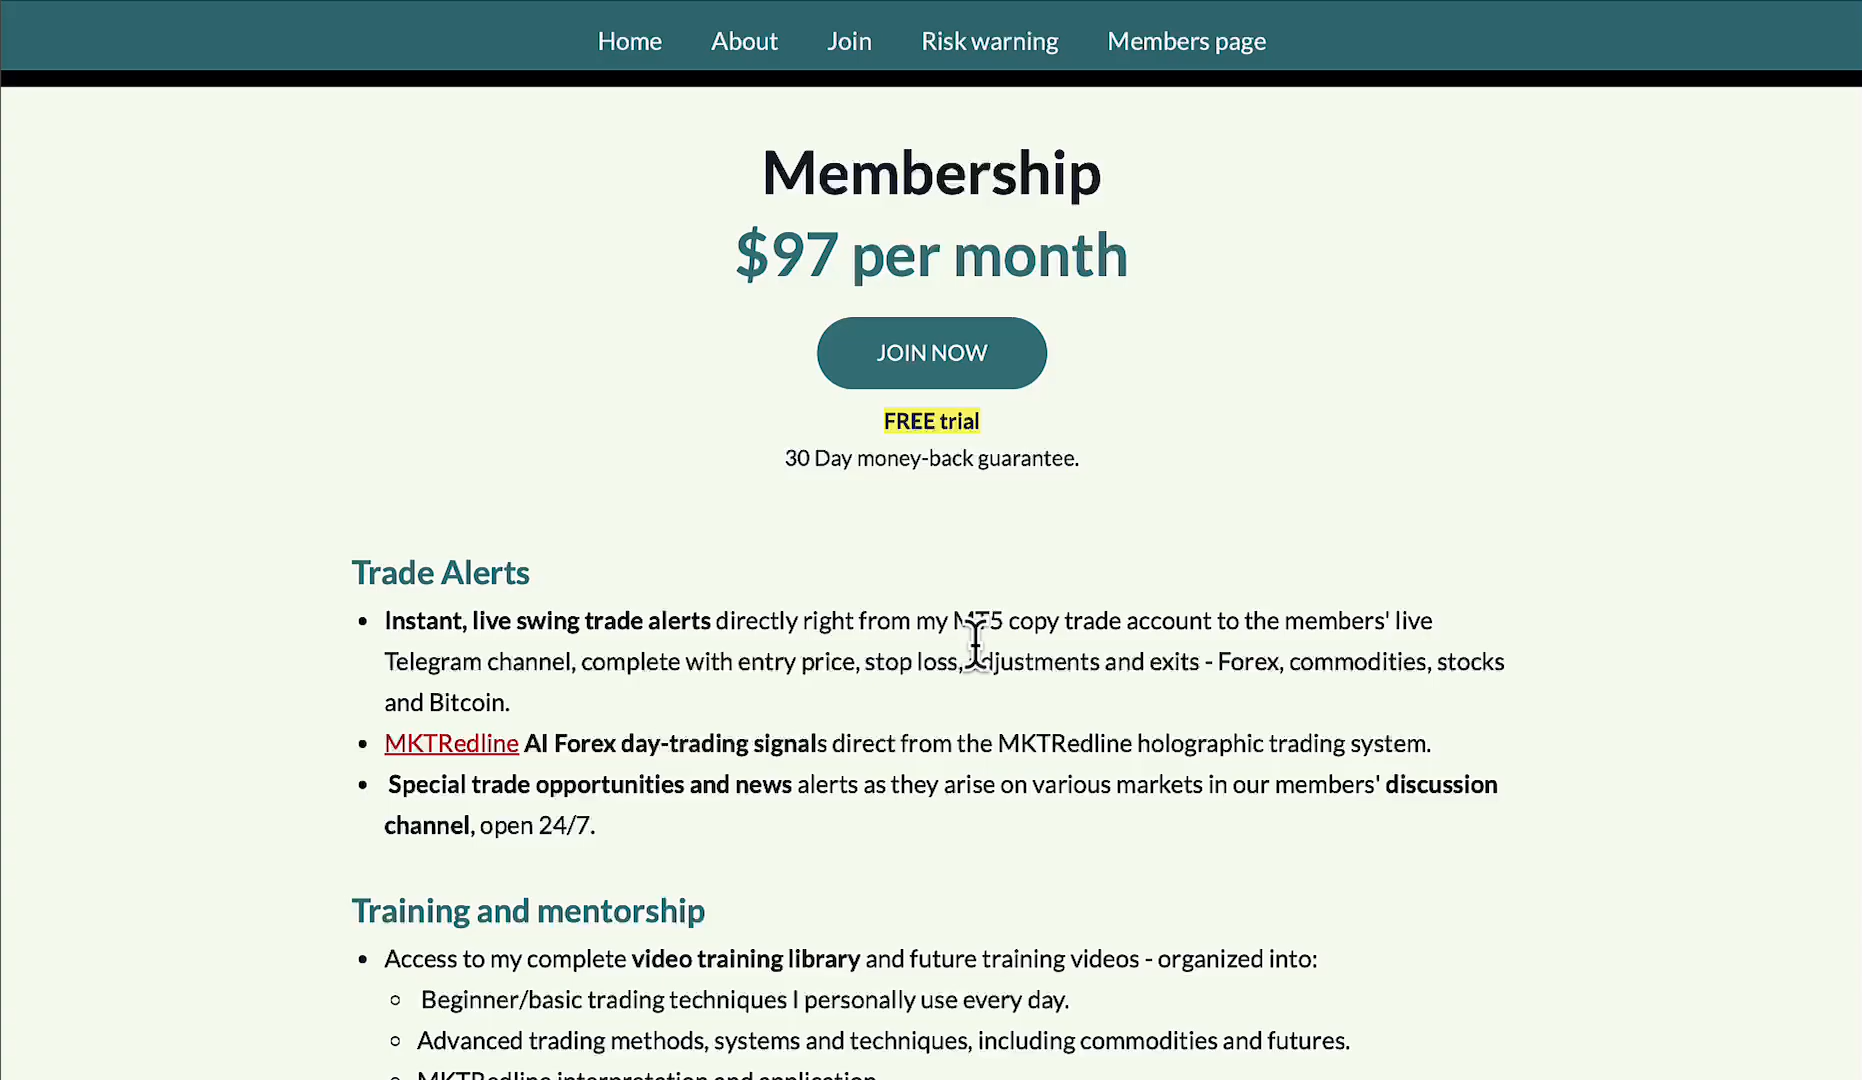 Home About Join Risk warning Members page
Membership
$97 per month
JOIN NOW
FREE trial
30 Day money-back guarantee.
Trade Alerts
• Instant, live swing trade alerts directly right from my MT5 copy trade account to the members' live
Telegram channel, complete with entry price, stop loss, adjustments and exits - Forex, commodities, stocks
and Bitcoin.
• MKTRedline AI Forex day-trading signals direct from the MKTRedline holographic trading system.
• Special trade opportunities and news alerts as they arise on various markets in our members' discussion
channel, open 24/7.
Training and mentorship
• Access to my complete video training library and future training videos - organized into:
○ Beginner/basic trading techniques I personally use every day.
○ Advanced trading methods, systems and techniques, including commodities and futures.
○ MKTRedline interpretation and application.